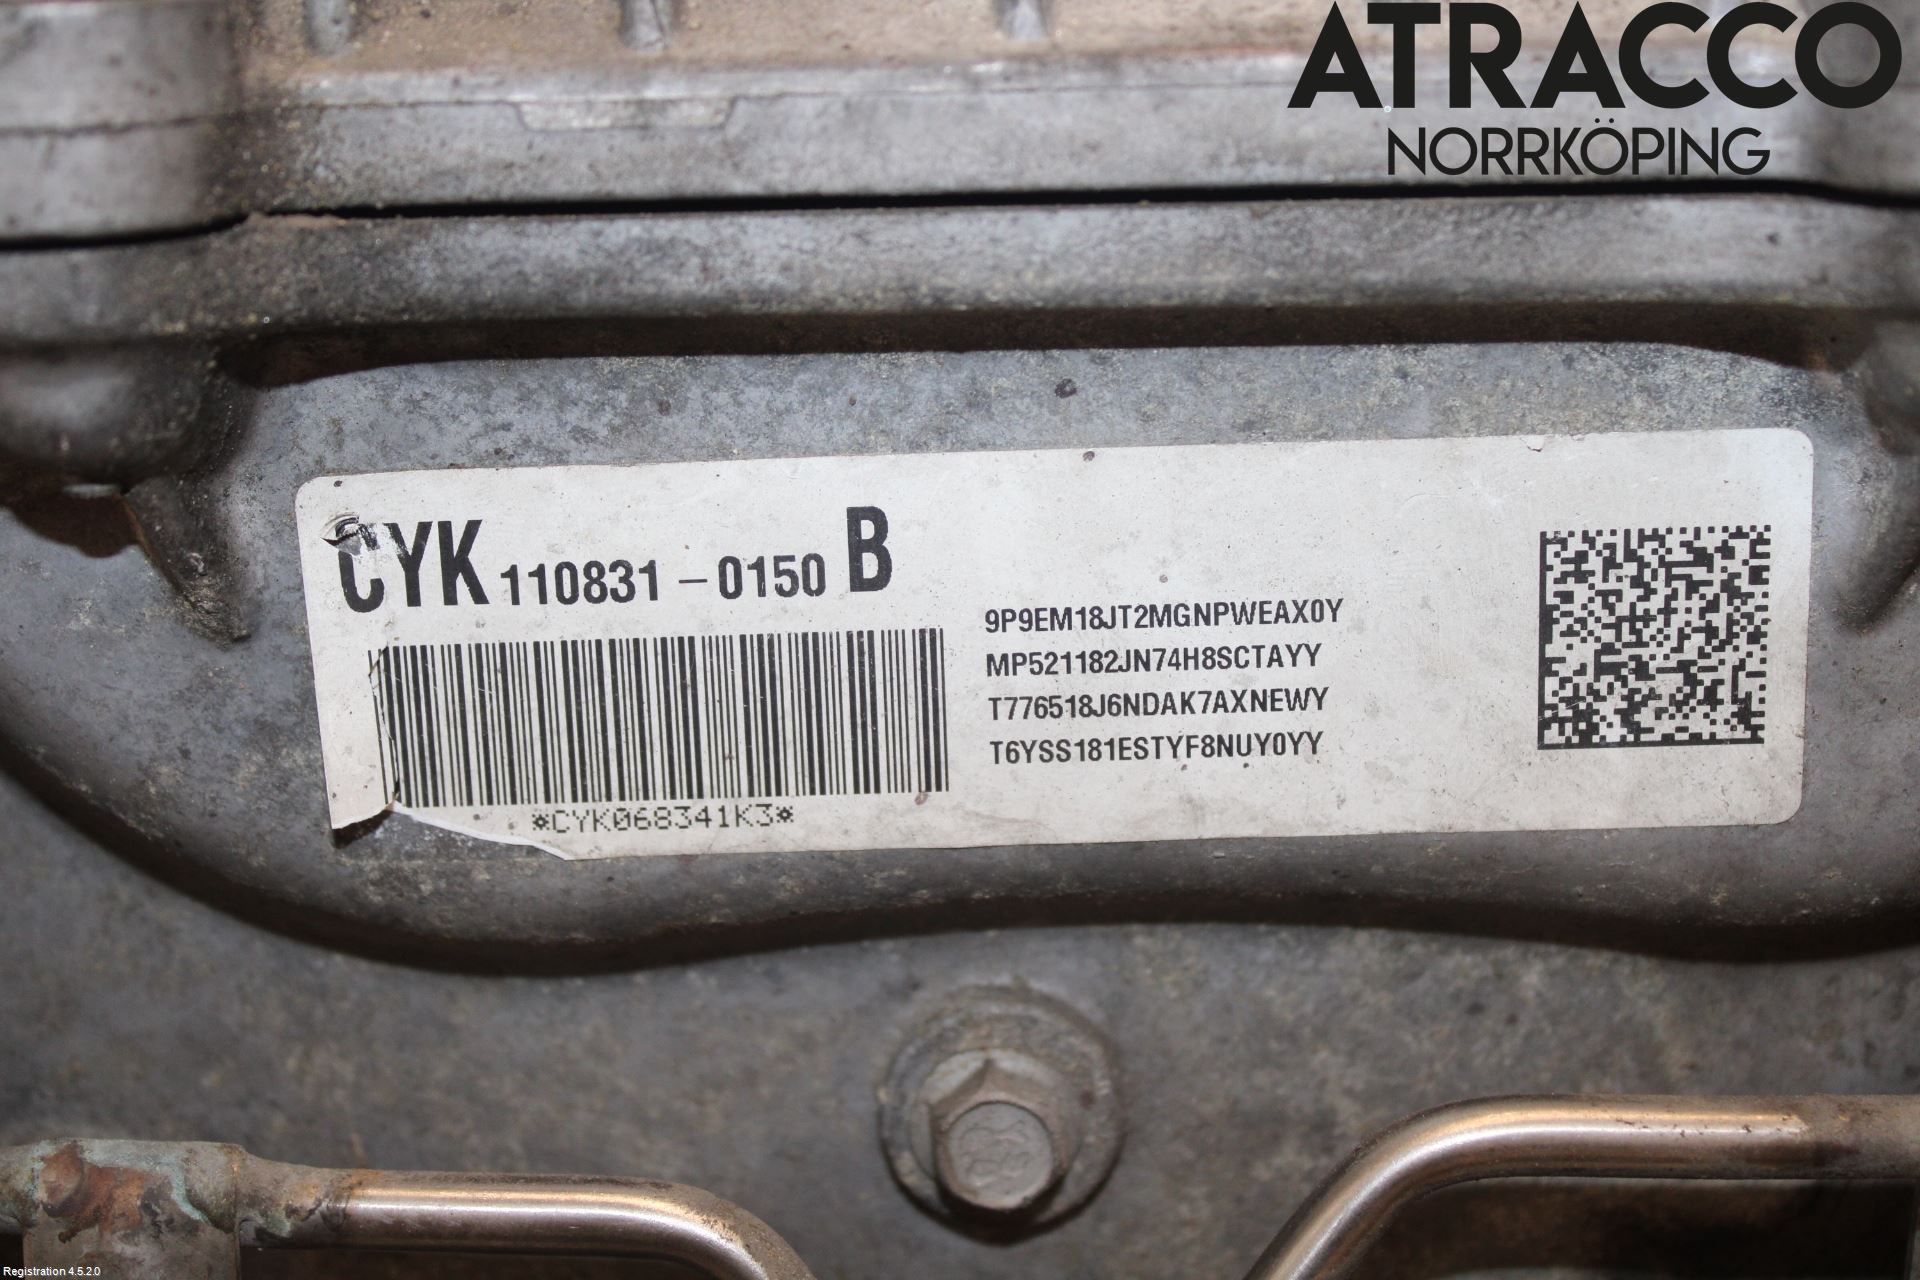 ATRACCO
NORRKÖPING
CYK 110831-0150 B
9P9EM18JT2MGNPWEAX0Y
MP521182JN74H8SCTAYY
T776518J6NDAK7AXNEWY
T6YSS181ESTYF8NUY0YY
*CYK068341K3*
Registration 4.5.2.0